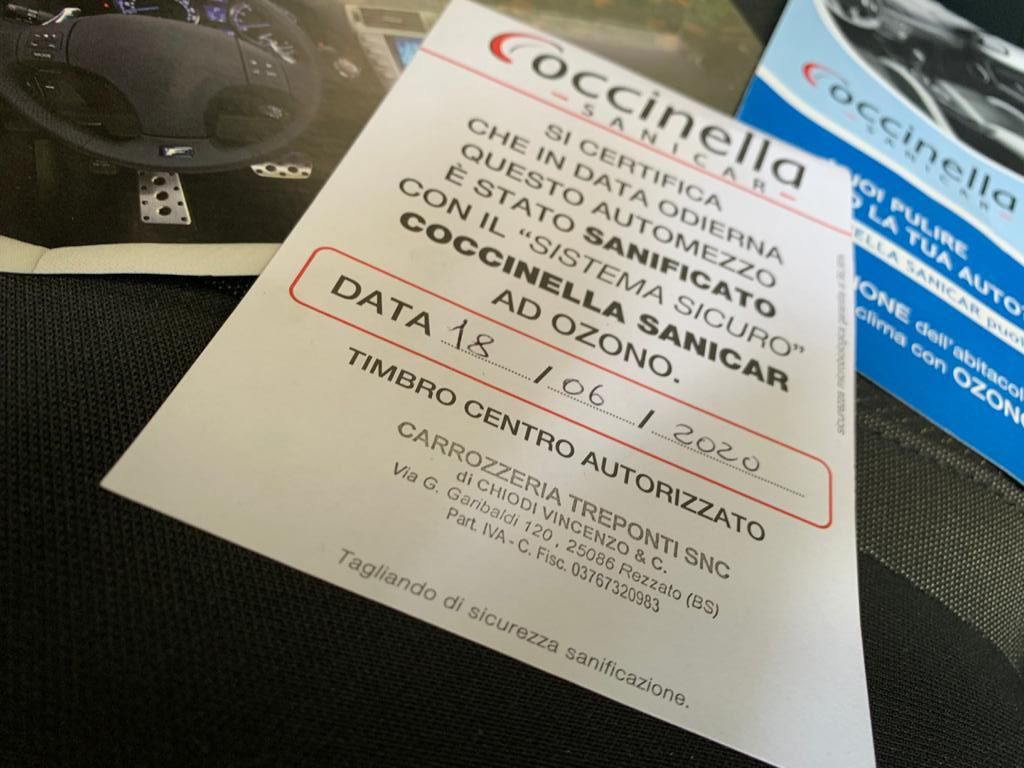 Coccinella
SANICAR
SI CERTIFICA
CHE IN DATA ODIERNA
QUESTO AUTOMEZZO
È STATO SANIFICATO
CON IL “SISTEMA SICURO”
COCCINELLA SANICAR
AD OZONO.
DATA 18 / 06 / 2020
TIMBRO CENTRO AUTORIZZATO
CARROZZERIA TREPONTI SNC
di CHIODI VINCENZO & C.
Via G. Garibaldi 120 , 25086 Rezzato (BS)
Part. IVA - C. Fisc. 03767320983
Tagliando di sicurezza sanificazione.
Coccinella
SANICAR
PULIRE
LA TUA AUTO
SANICAR
dell'abitacol
clima con OZON